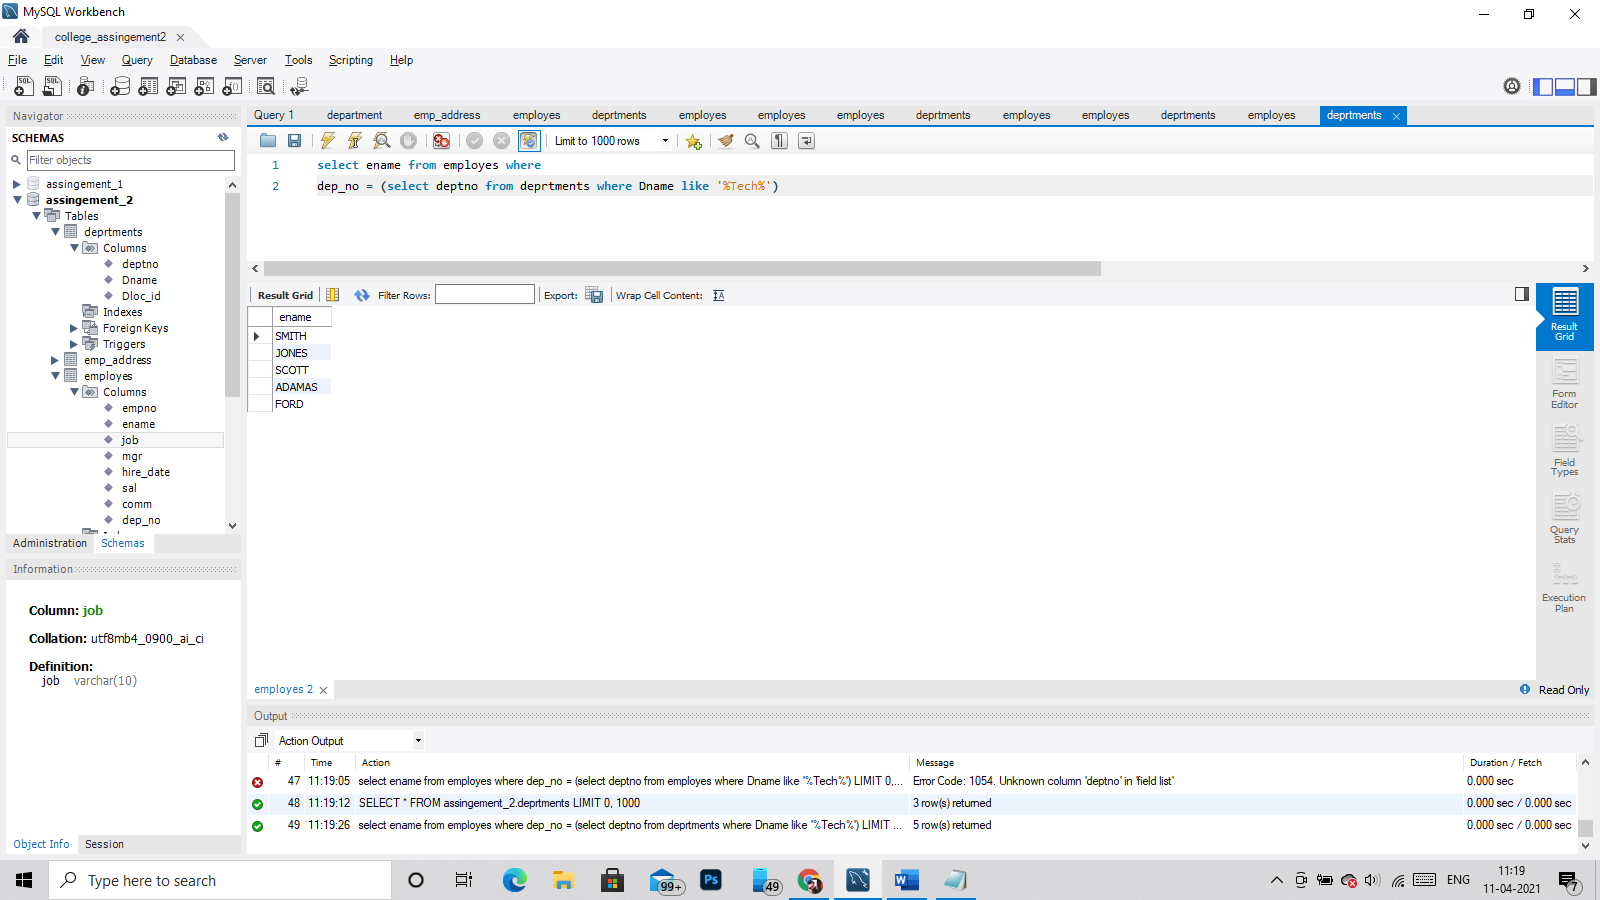 MySQL Workbench
college_assingement2
File Edit View Query Database Server Tools Scripting Help
Navigator
SCHEMAS
Filter objects
assingement_1
assingement_2
Tables
deprtments
Columns
deptno
Dname
Dloc_id
Indexes
Foreign Keys
Triggers
emp_address
employes
Columns
empno
ename
job
mgr
hire_date
sal
comm
dep_no
Administration Schemas
Information
Column: job
Collation: utf8mb4_0900_ai_ci
Definition:
job varchar(10)
Object Info Session
Query 1 department emp_address employes deprtments employes employes employes deprtments employes employes deprtments employes deprtments
Limit to 1000 rows
1 select ename from employes where
2 dep_no = (select deptno from deprtments where Dname like '%Tech%')
Result Grid Filter Rows: Export: Wrap Cell Content:
ename
SMITH
JONES
SCOTT
ADAMAS
FORD
Result
Grid
Form
Editor
Field
Types
Query
Stats
Execution
Plan
employes 2
Read Only
Output
Action Output
# Time Action Message Duration / Fetch
47 11:19:05 select ename from employes where dep_no = (select deptno from employes where Dname like '%Tech%') LIMIT 0,... Error Code: 1054. Unknown column 'deptno' in 'field list' 0.000 sec
48 11:19:12 SELECT * FROM assingement_2.deprtments LIMIT 0, 1000 3 row(s) returned 0.000 sec / 0.000 sec
49 11:19:26 select ename from employes where dep_no = (select deptno from deprtments where Dname like '%Tech%') LIMIT ... 5 row(s) returned 0.000 sec / 0.000 sec
Type here to search
99+
Ps
49
ENG
11:19
11-04-2021
7